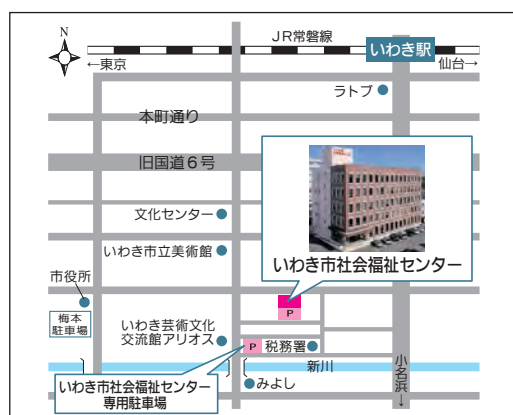 N
JR常磐線
いわき駅
←東京
仙台→
ラトブ
本町通り
旧国道6号
文化センター
いわき市立美術館
いわき市社会福祉センター
市役所
梅本
駐車場
P
いわき芸術文化
交流館アリオス
P
税務署
新川
小名浜→
いわき市社会福祉センター
専用駐車場
みよし